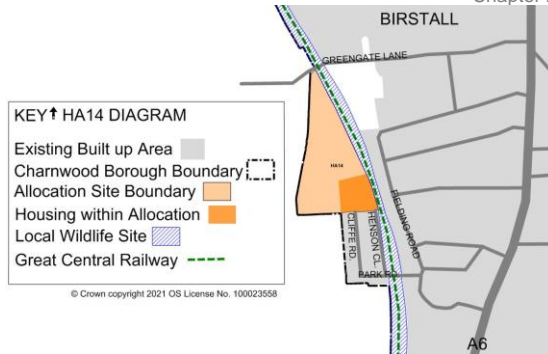 BIRSTALL
GREENGATE LANE
KEY HA14 DIAGRAM
Existing Built up Area
Charnwood Borough Boundary
Allocation Site Boundary
Housing within Allocation
Local Wildlife Site
Great Central Railway
© Crown copyright 2021 OS License No. 100023558
HA14
FIELDING ROAD
CLIFFE RD.
HENSON CL.
PARK RD.
A6